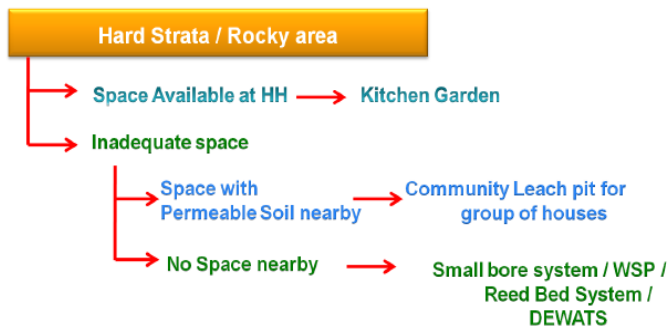 Hard Strata / Rocky area
Space Available at HH
Kitchen Garden
Inadequate space
Space with
Permeable Soil nearby
Community Leach pit for
group of houses
No Space nearby
Small bore system / WSP /
Reed Bed System /
DEWATS